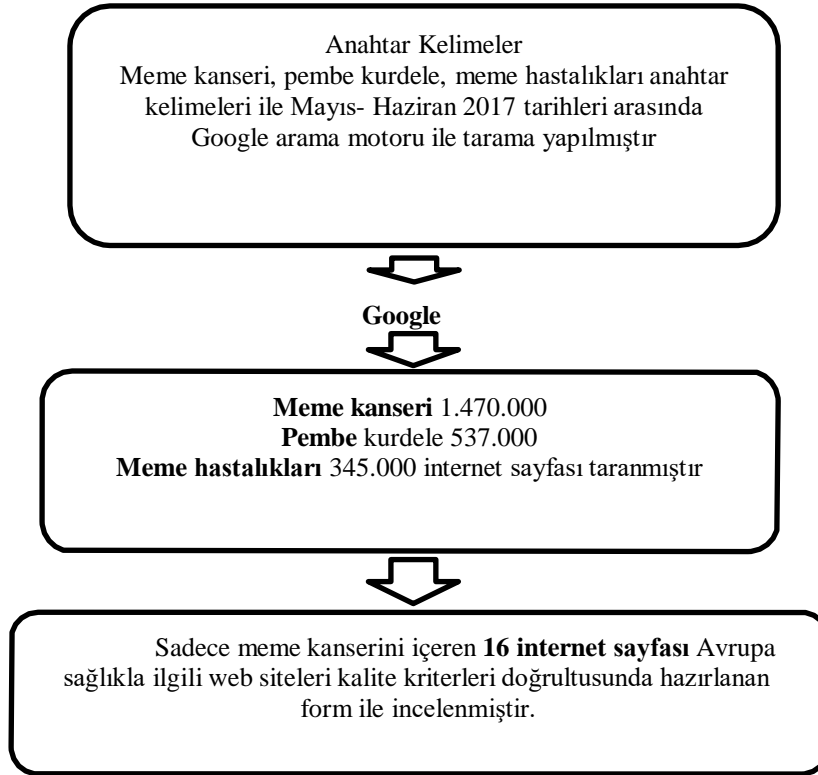 Anahtar Kelimeler
Meme kanseri, pembe kurdele, meme hastalıkları anahtar
kelimeleri ile Mayıs- Haziran 2017 tarihleri arasında
Google arama motoru ile tarama yapılmıştır
Google
Meme kanseri 1.470.000
Pembe kurdele 537.000
Meme hastalıkları 345.000 internet sayfası taranmıştır
Sadece meme kanserini içeren 16 internet sayfası Avrupa
sağlıkla ilgili web siteleri kalite kriterleri doğrultusunda hazırlanan
form ile incelenmiştir.